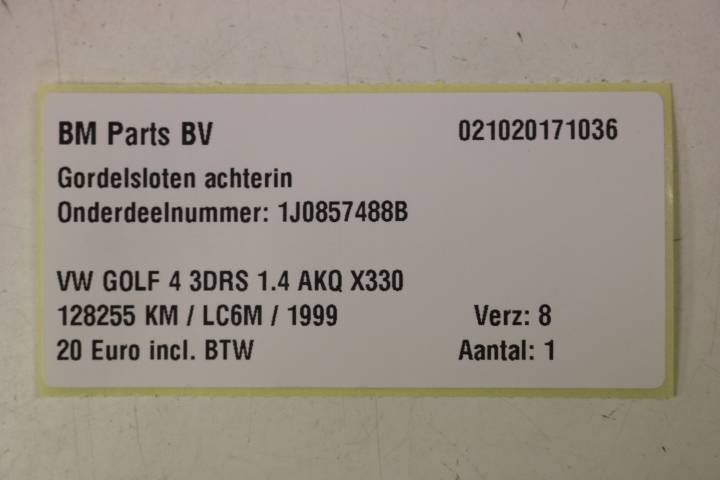 BM Parts BV 021020171036
Gordelsloten achterin
Onderdeelnummer: 1J0857488B
VW GOLF 4 3DRS 1.4 AKQ X330
128255 KM / LC6M / 1999 Verz: 8
20 Euro incl. BTW Aantal: 1